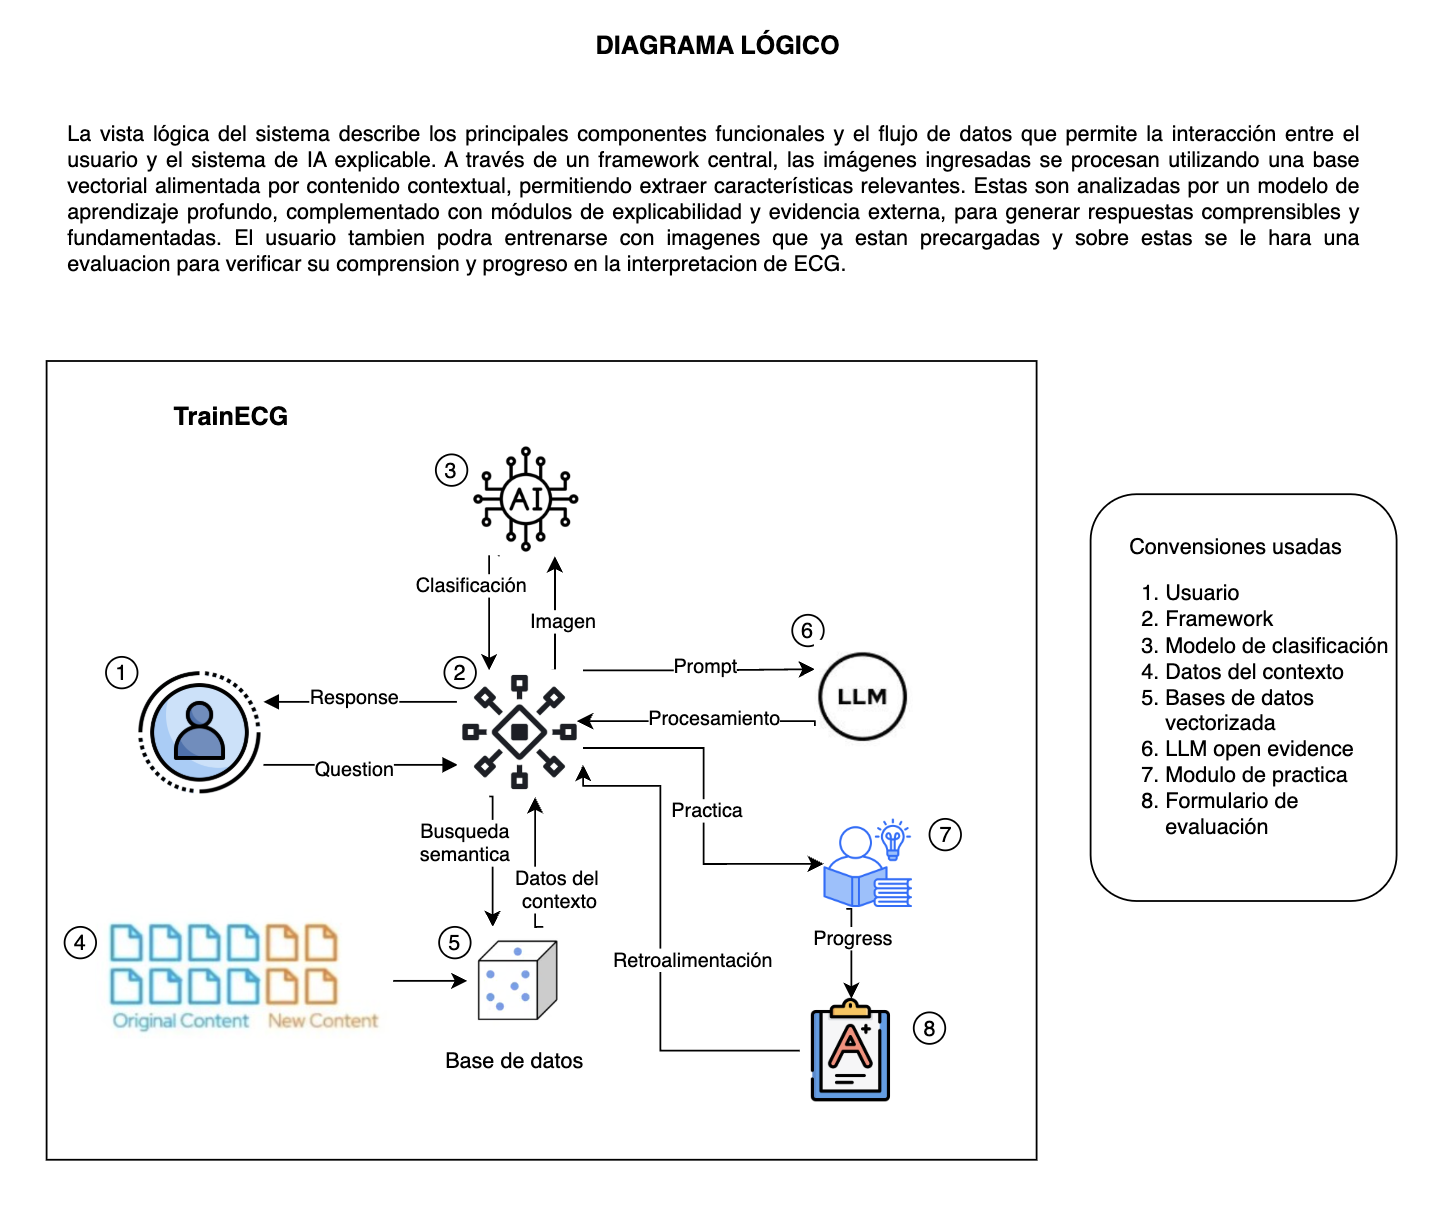 DIAGRAMA LÓGICO
La vista lógica del sistema describe los principales componentes funcionales y el flujo de datos que permite la interacción entre el
usuario y el sistema de IA explicable. A través de un framework central, las imágenes ingresadas se procesan utilizando una base
vectorial alimentada por contenido contextual, permitiendo extraer características relevantes. Estas son analizadas por un modelo de
aprendizaje profundo, complementado con módulos de explicabilidad y evidencia externa, para generar respuestas comprensibles y
fundamentadas. El usuario tambien podra entrenarse con imagenes que ya estan precargadas y sobre estas se le hara una
evaluacion para verificar su comprension y progreso en la interpretacion de ECG.
TrainECG
3
AI
Clasificación
Imagen
6
1
2
Prompt
LLM
Response
Procesamiento
Question
Practica
Busqueda
semantica
7
Datos del
contexto
4
5
Progress
Retroalimentación
Original Content
New Content
8
A+
Base de datos
Convensiones usadas
1. Usuario
2. Framework
3. Modelo de clasificación
4. Datos del contexto
5. Bases de datos
vectorizada
6. LLM open evidence
7. Modulo de practica
8. Formulario de
evaluación